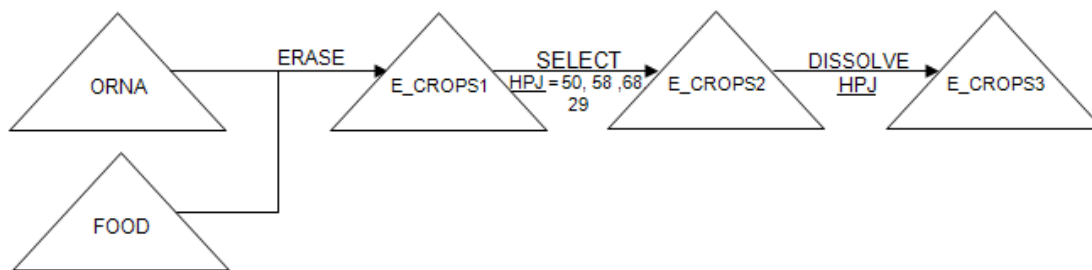 ORNA
ERASE
E_CROPS1
SELECT
HPJ = 50, 58 ,68,
29
E_CROPS2
DISSOLVE
HPJ
E_CROPS3
FOOD